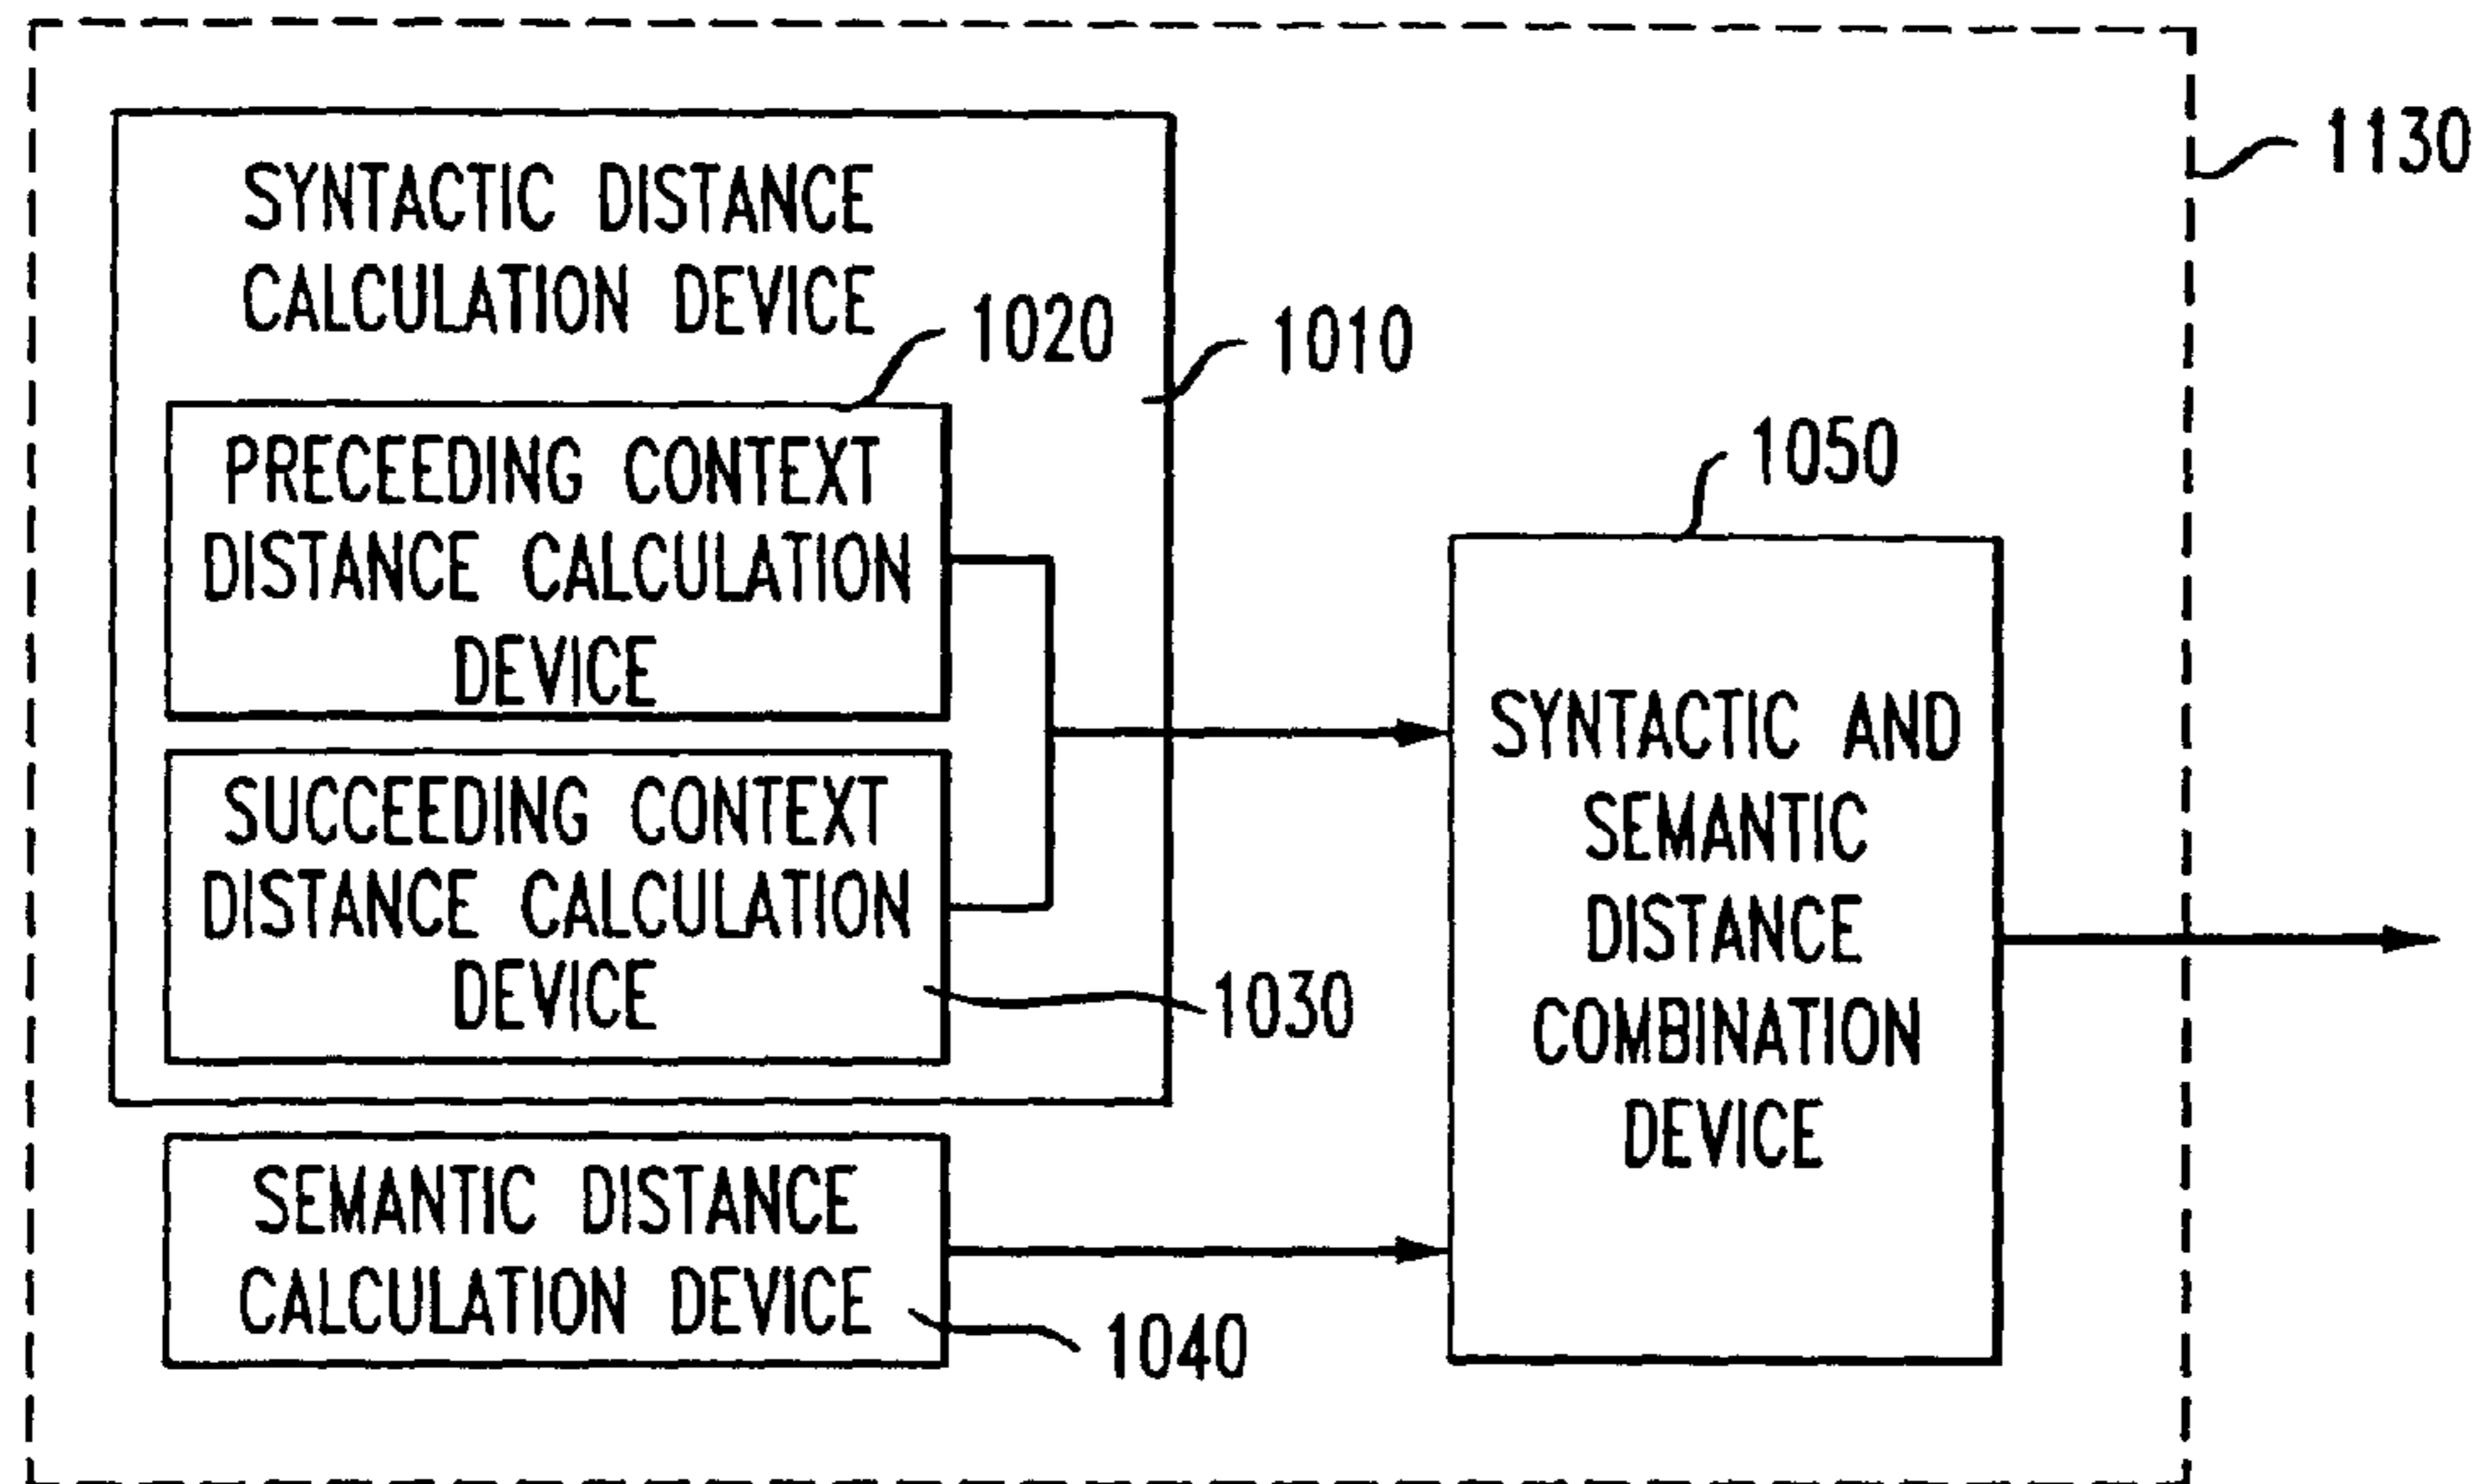 1130
SYNTACTIC DISTANCE
CALCULATION DEVICE
1020
1010
PRECEEDING CONTEXT
DISTANCE CALCULATION
DEVICE
1050
SUCCEEDING CONTEXT
DISTANCE CALCULATION
DEVICE
1030
SYNTACTIC AND
SEMANTIC
DISTANCE
COMBINATION
DEVICE
SEMANTIC DISTANCE
CALCULATION DEVICE
1040